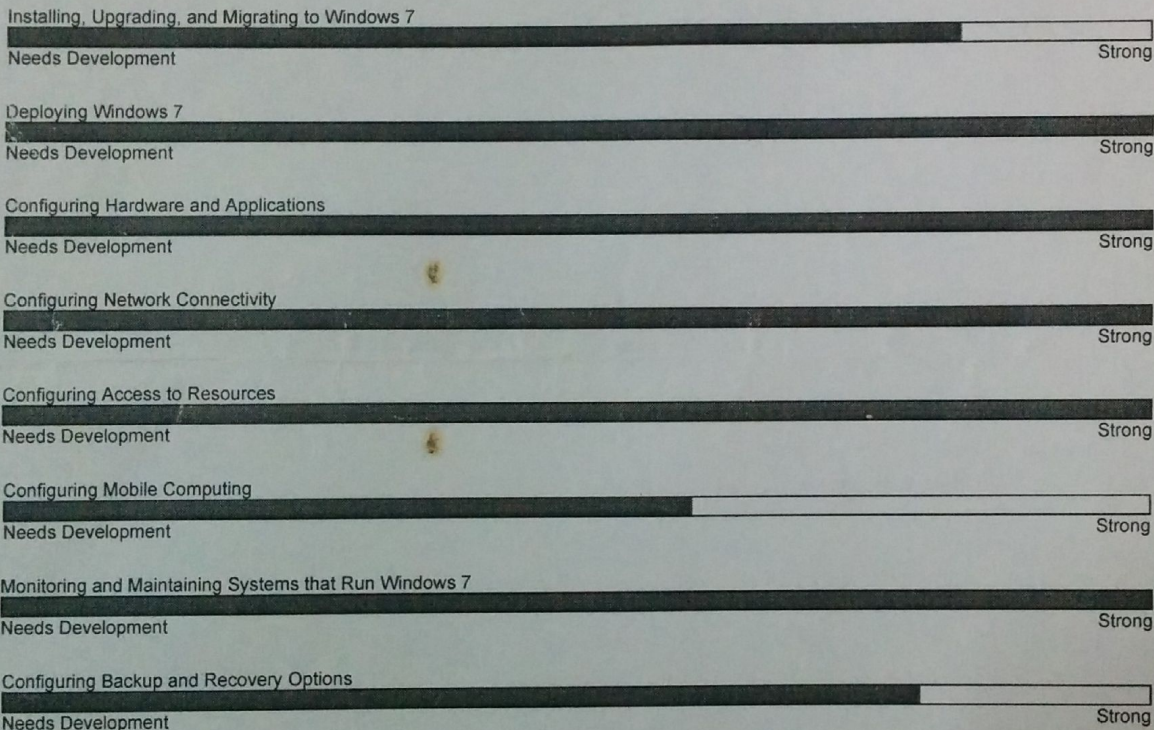 Installing, Upgrading, and Migrating to Windows 7
Needs Development Strong
Deploying Windows 7
Needs Development Strong
Configuring Hardware and Applications
Needs Development Strong
Configuring Network Connectivity
Needs Development Strong
Configuring Access to Resources
Needs Development Strong
Configuring Mobile Computing
Needs Development Strong
Monitoring and Maintaining Systems that Run Windows 7
Needs Development Strong
Configuring Backup and Recovery Options
Needs Development Strong